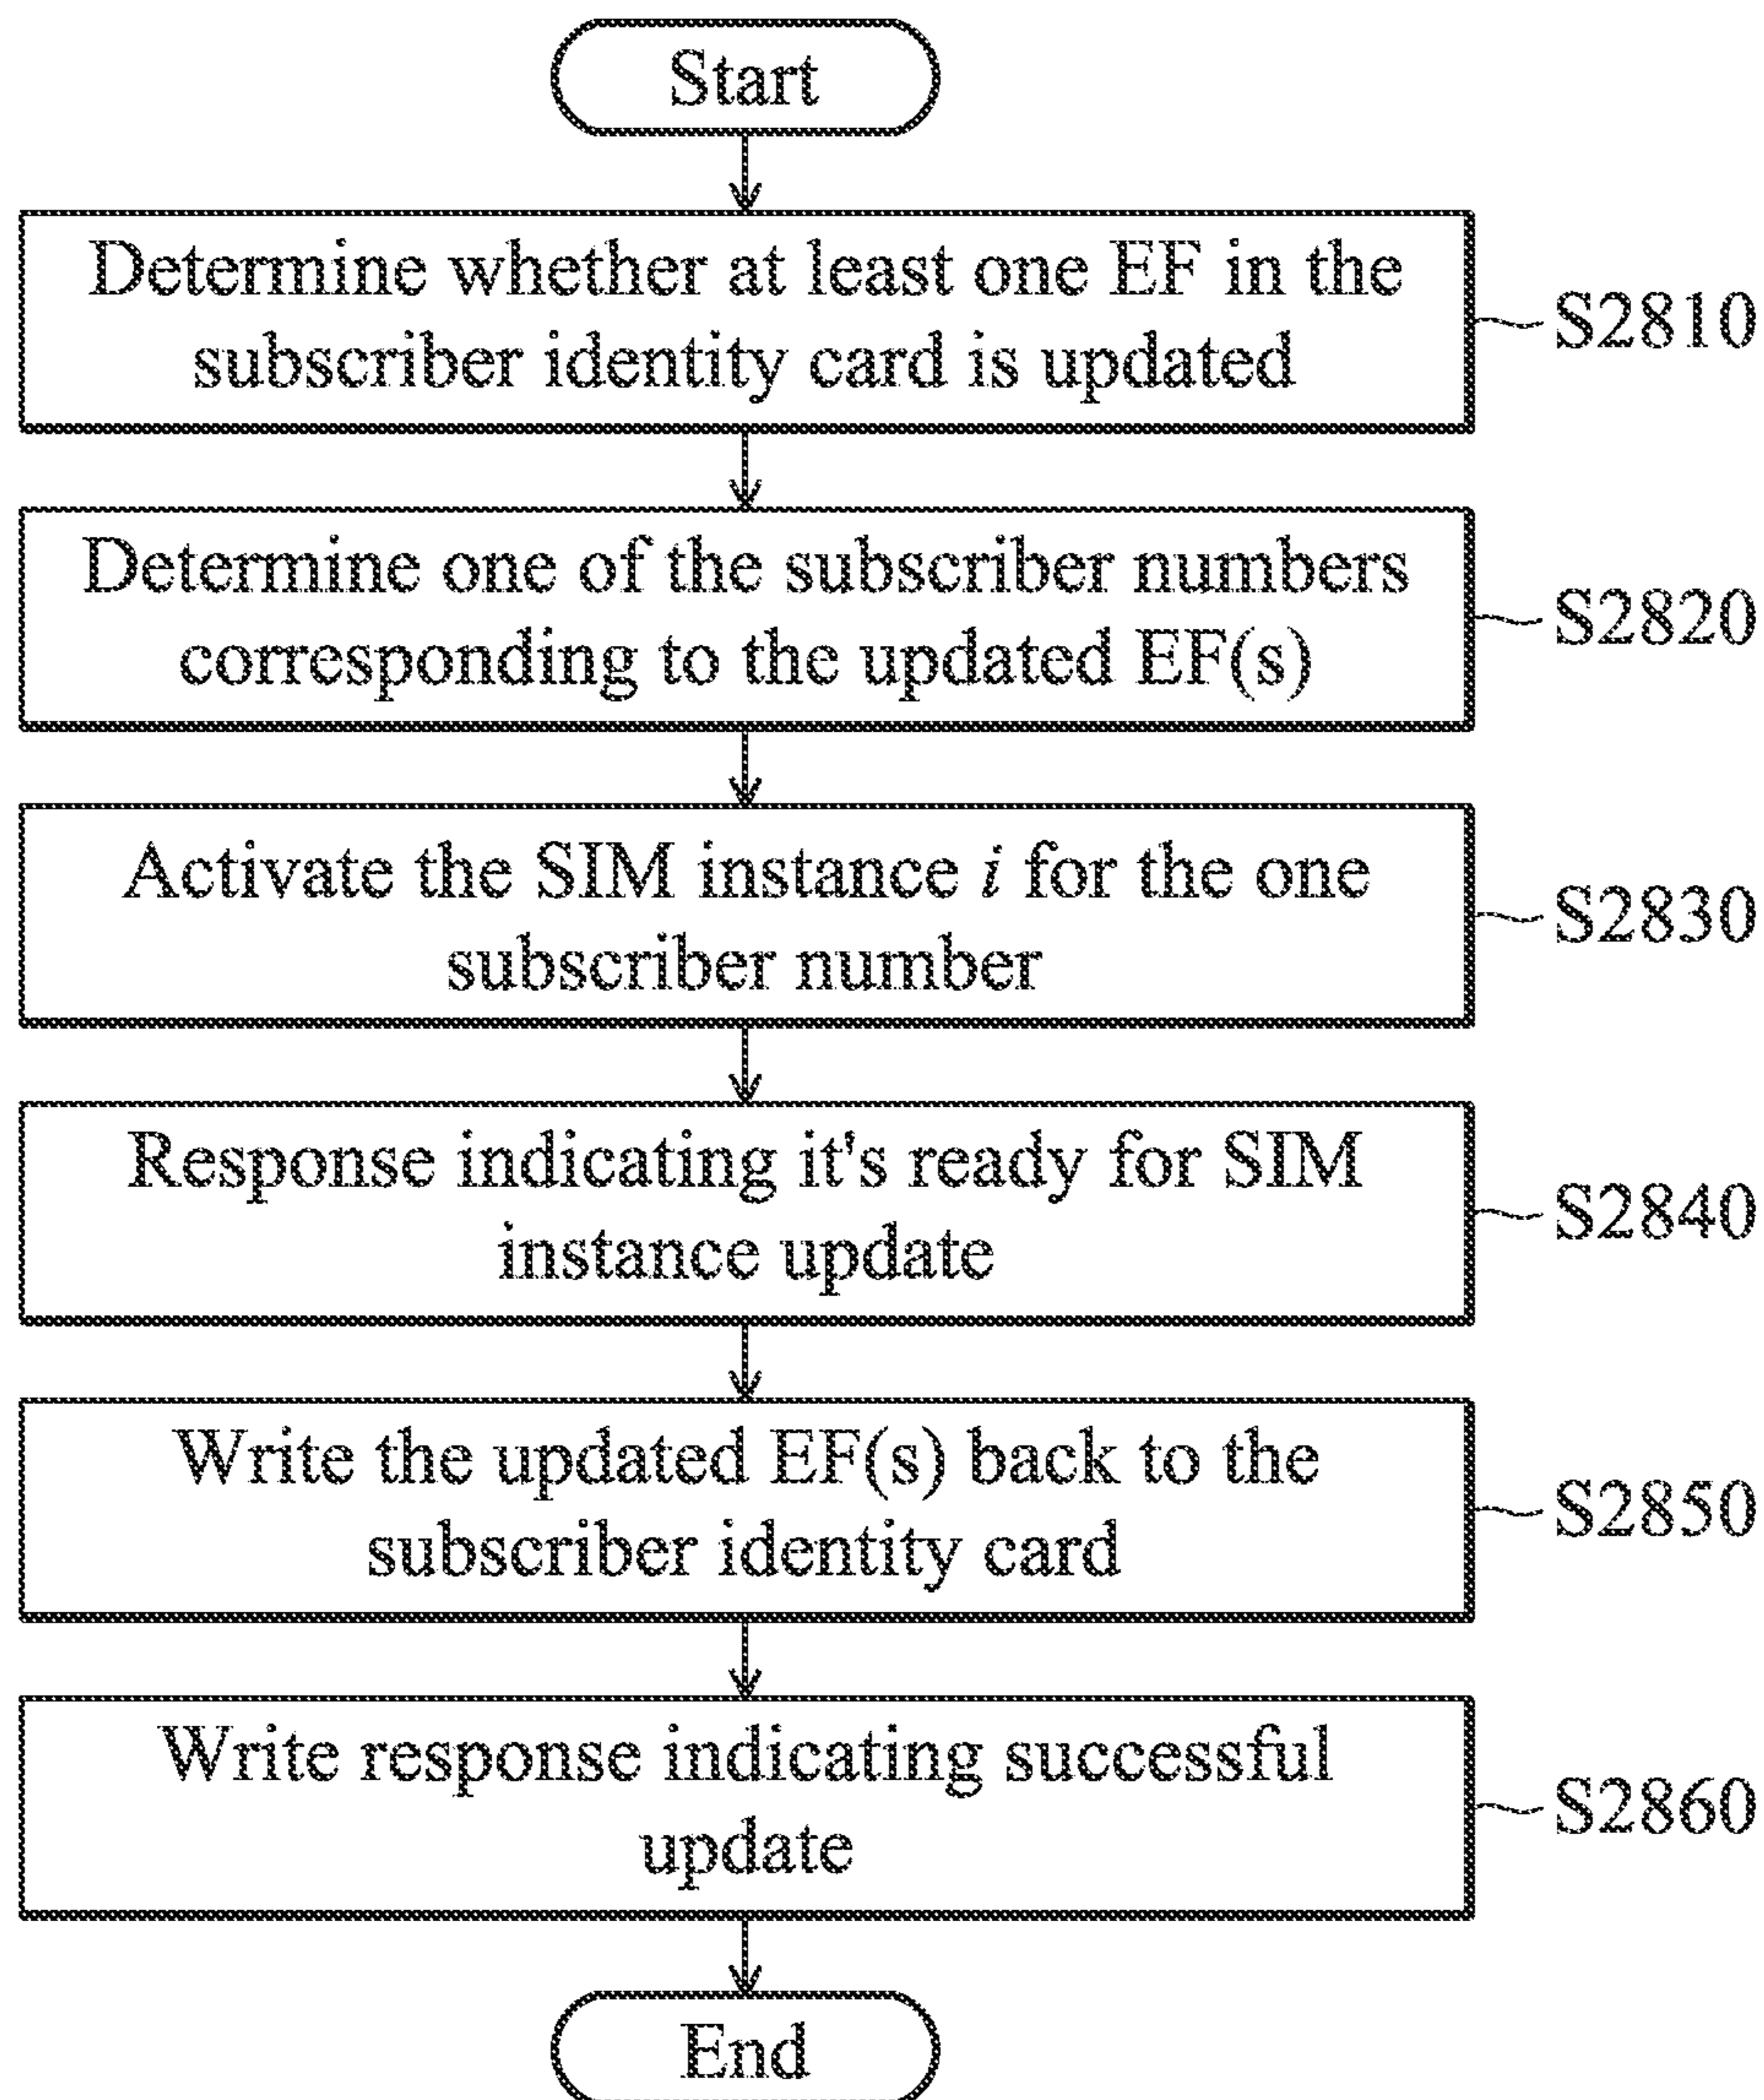 Start
Determine whether at least one EF in the
subscriber identity card is updated
S2810
Determine one of the subscriber numbers
corresponding to the updated EF(s)
S2820
Activate the SIM instance i for the one
subscriber number
S2830
Response indicating it's ready for SIM
instance update
S2840
Write the updated EF(s) back to the
subscriber identity card
S2850
Write response indicating successful
update
S2860
End